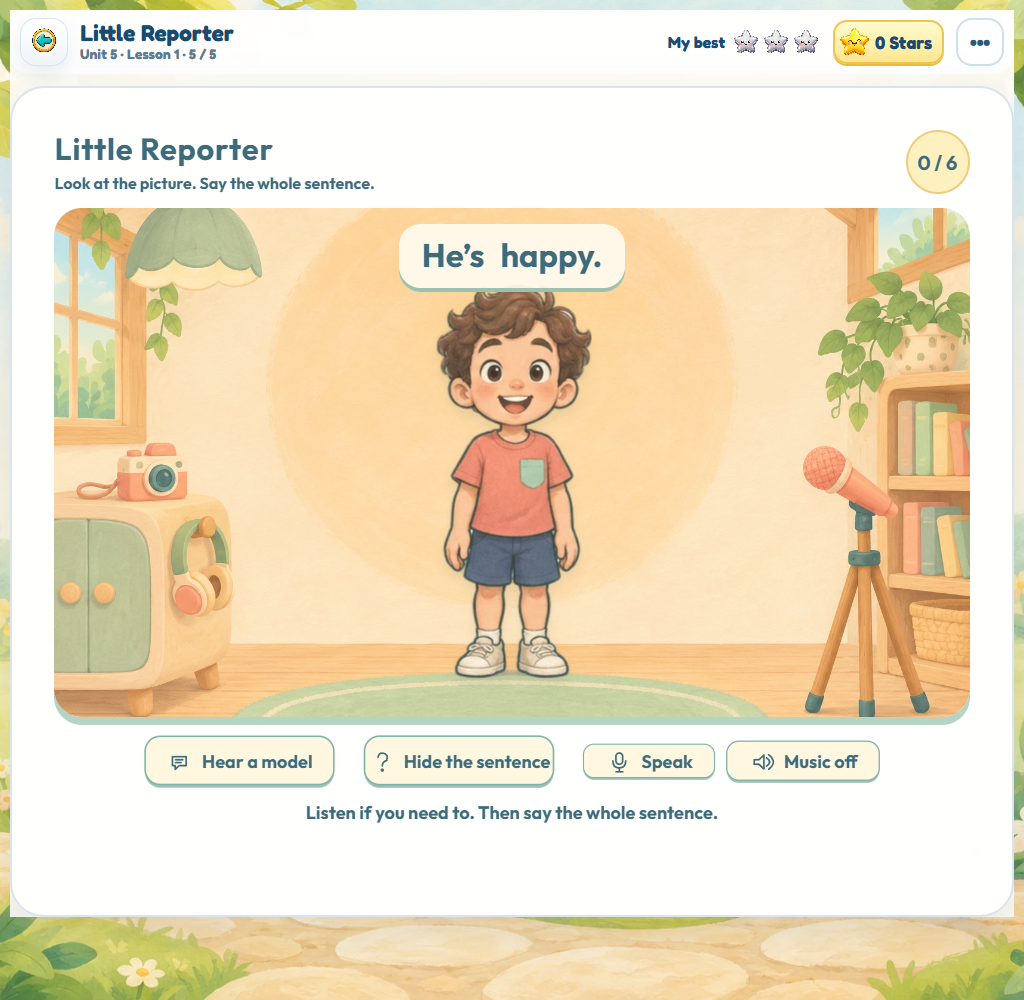 Little Reporter
Unit 5 · Lesson 1 · 5 / 5
My best
0 Stars
Little Reporter
Look at the picture. Say the whole sentence.
0 / 6
He’s happy.
Hear a model
Hide the sentence
Speak
Music off
Listen if you need to. Then say the whole sentence.